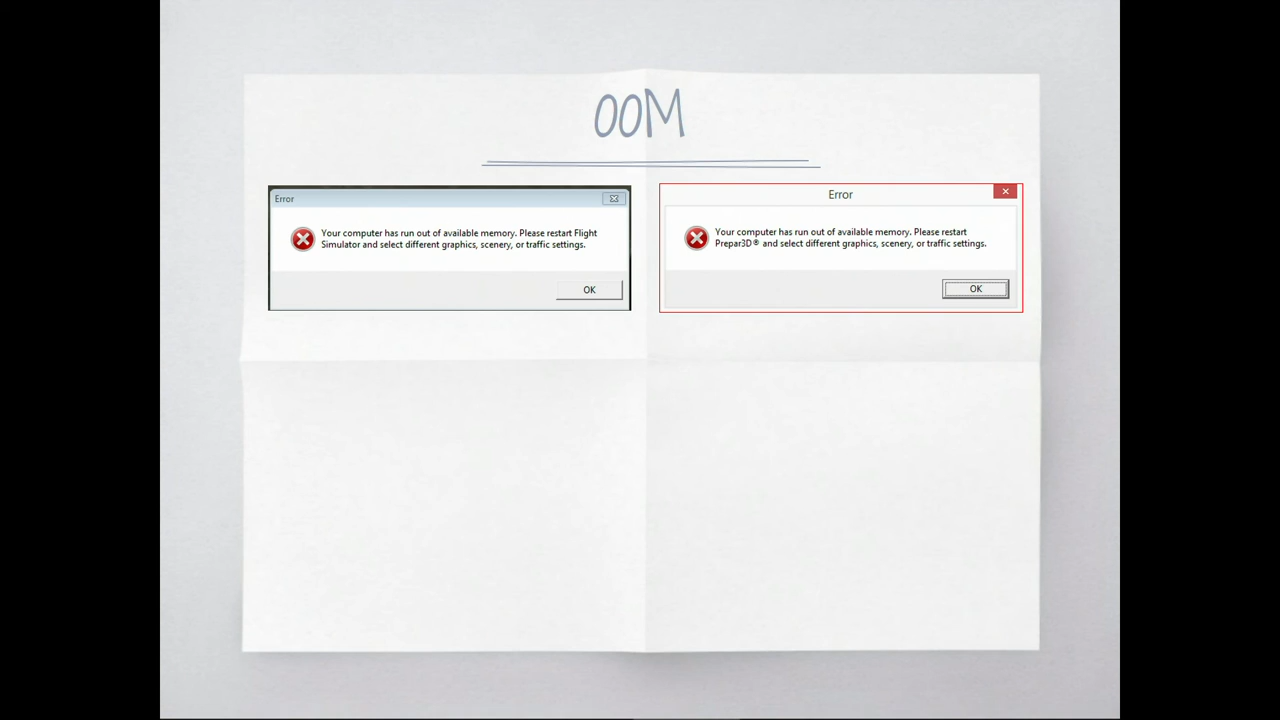 OOM
Error
Your computer has run out of available memory. Please restart Flight
Simulator and select different graphics, scenery, or traffic settings.
OK
Error
Your computer has run out of available memory. Please restart
Prepar3D® and select different graphics, scenery, or traffic settings.
OK